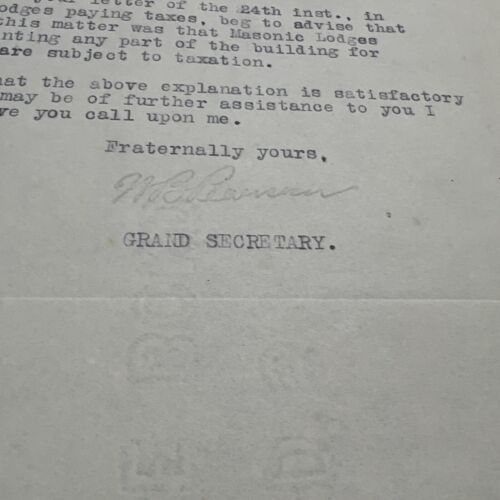 your letter of the 24th inst., in
odges paying taxes, beg to advise that
this matter was that Masonic Lodges
nting any part of the building for
are subject to taxation.
at the above explanation is satisfactory
may be of further assistance to you I
ve you call upon me.
Fraternally yours,
GRAND SECRETARY.